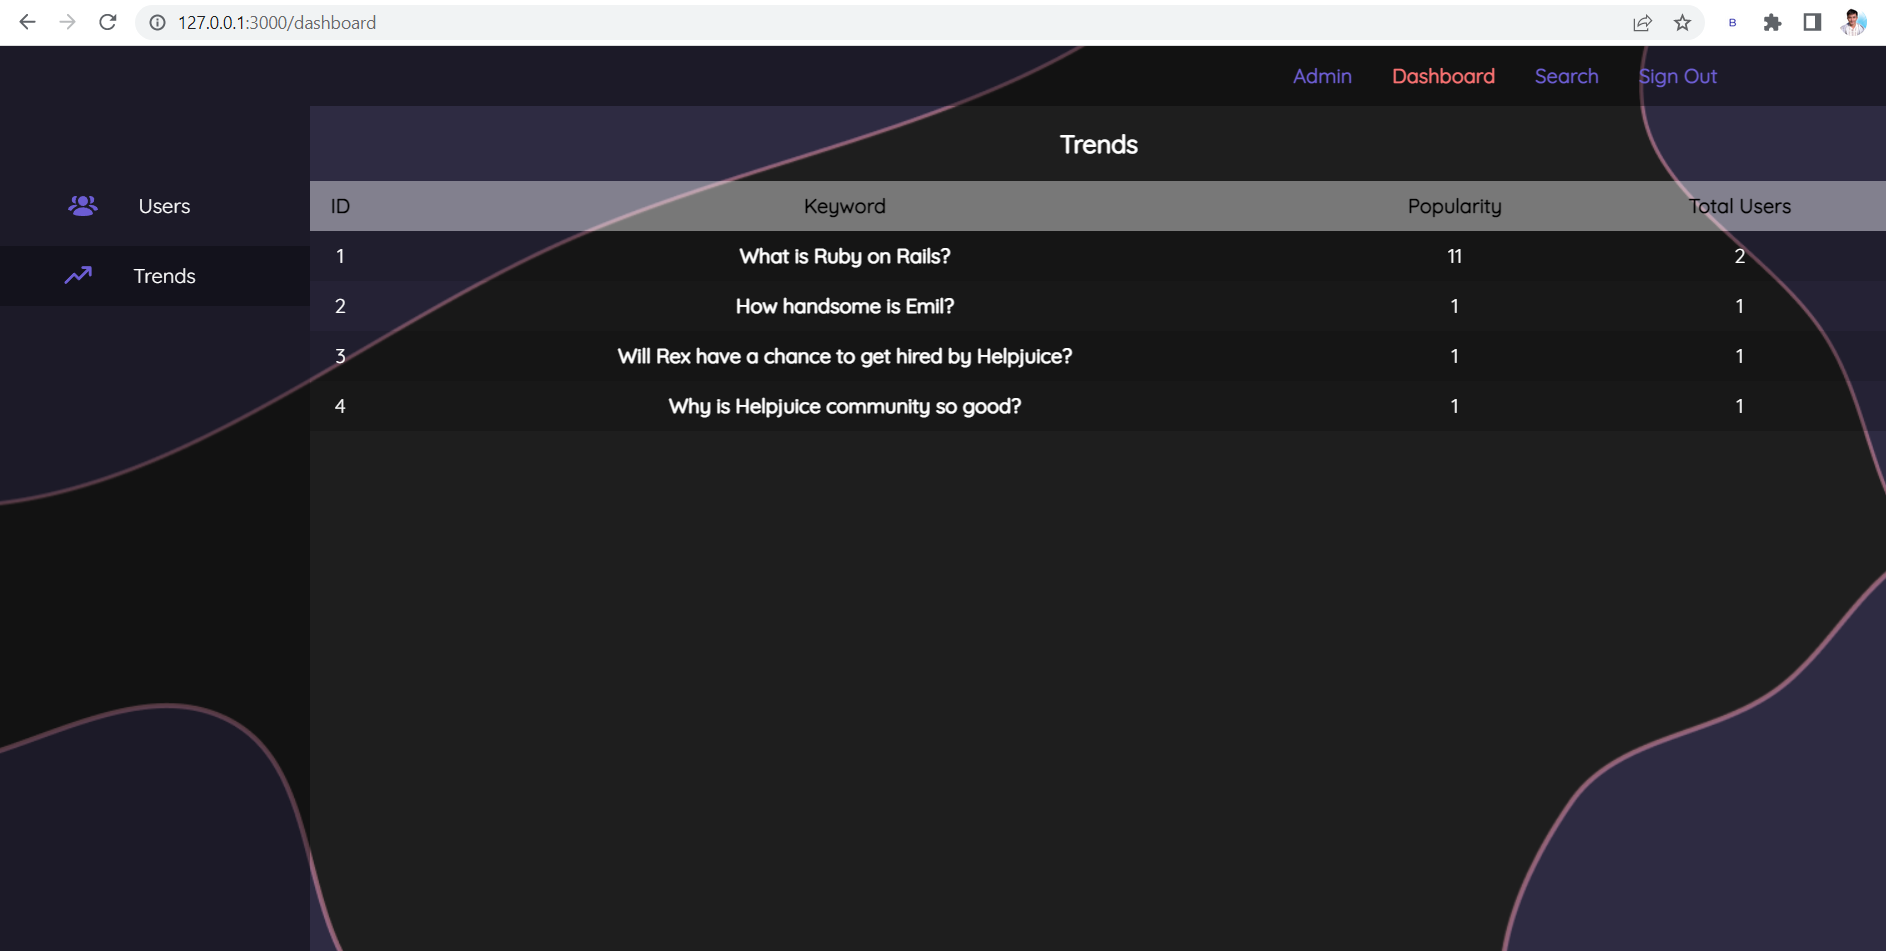 127.0.0.1:3000/dashboard
B
Admin Dashboard Search Sign Out
Users
Trends
Trends
ID Keyword Popularity Total Users
1 What is Ruby on Rails? 11 2
2 How handsome is Emil? 1 1
3 Will Rex have a chance to get hired by Helpjuice? 1 1
4 Why is Helpjuice community so good? 1 1